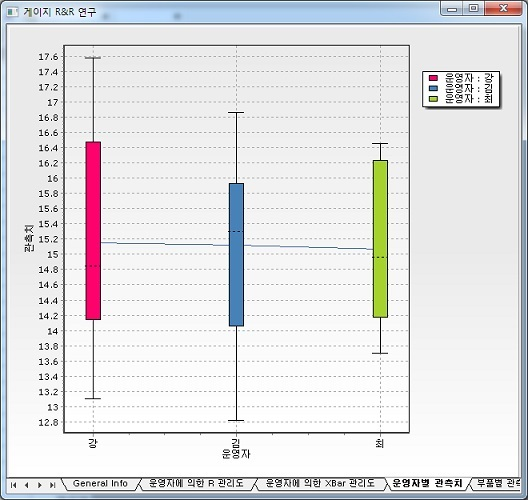 게이지 R&R 연구
17.6
17.4
17.2
17
16.8
16.6
16.4
16.2
16
15.8
15.6
15.4
15.2
15
14.8
14.6
14.4
14.2
14
13.8
13.6
13.4
13.2
13
12.8
관측치
강
김
최
운영자
운영자 : 강
운영자 : 김
운영자 : 최
General Info
운영자에 의한 R 관리도
운영자에 의한 XBar 관리도
운영자별 관측치
부품별 관측